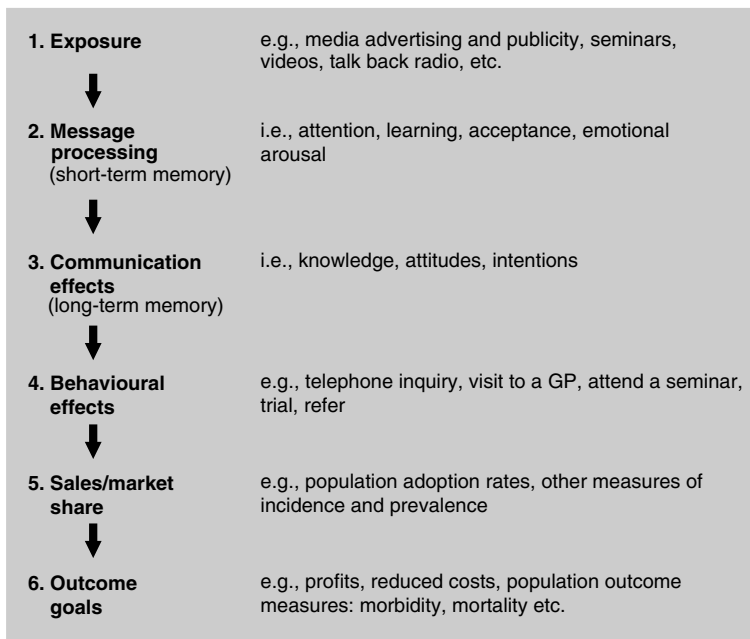 1. Exposure e.g., media advertising and publicity, seminars,
videos, talk back radio, etc.
2. Message i.e., attention, learning, acceptance, emotional
processing arousal
(short-term memory)
3. Communication i.e., knowledge, attitudes, intentions
effects
(long-term memory)
4. Behavioural e.g., telephone inquiry, visit to a GP, attend a seminar,
effects trial, refer
5. Sales/market e.g., population adoption rates, other measures of
share incidence and prevalence
6. Outcome e.g., profits, reduced costs, population outcome
goals measures: morbidity, mortality etc.